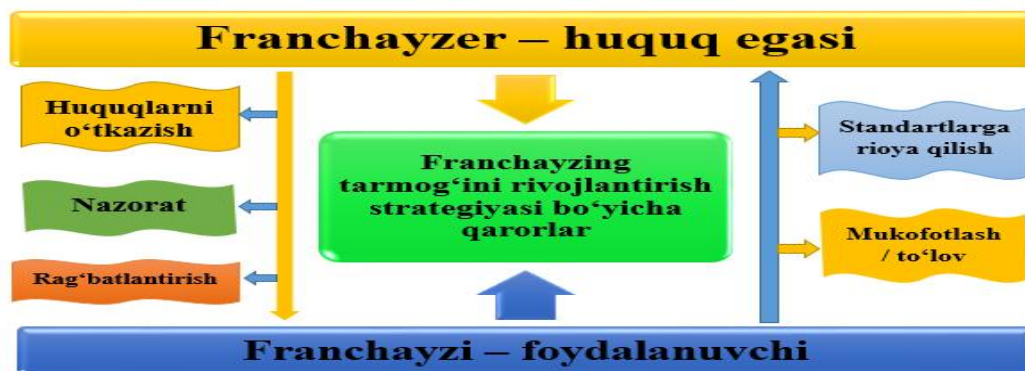 Franchayzer – huquq egasi
Huquqlarni
o‘tkazish
Nazorat
Rag‘batlantirish
Franchayzing
tarmog‘ini rivojlantirish
strategiyasi bo‘yicha
qarorlar
Standartlarga
rioya qilish
Mukofotlash
/ to‘lov
Franchayzi – foydalanuvchi